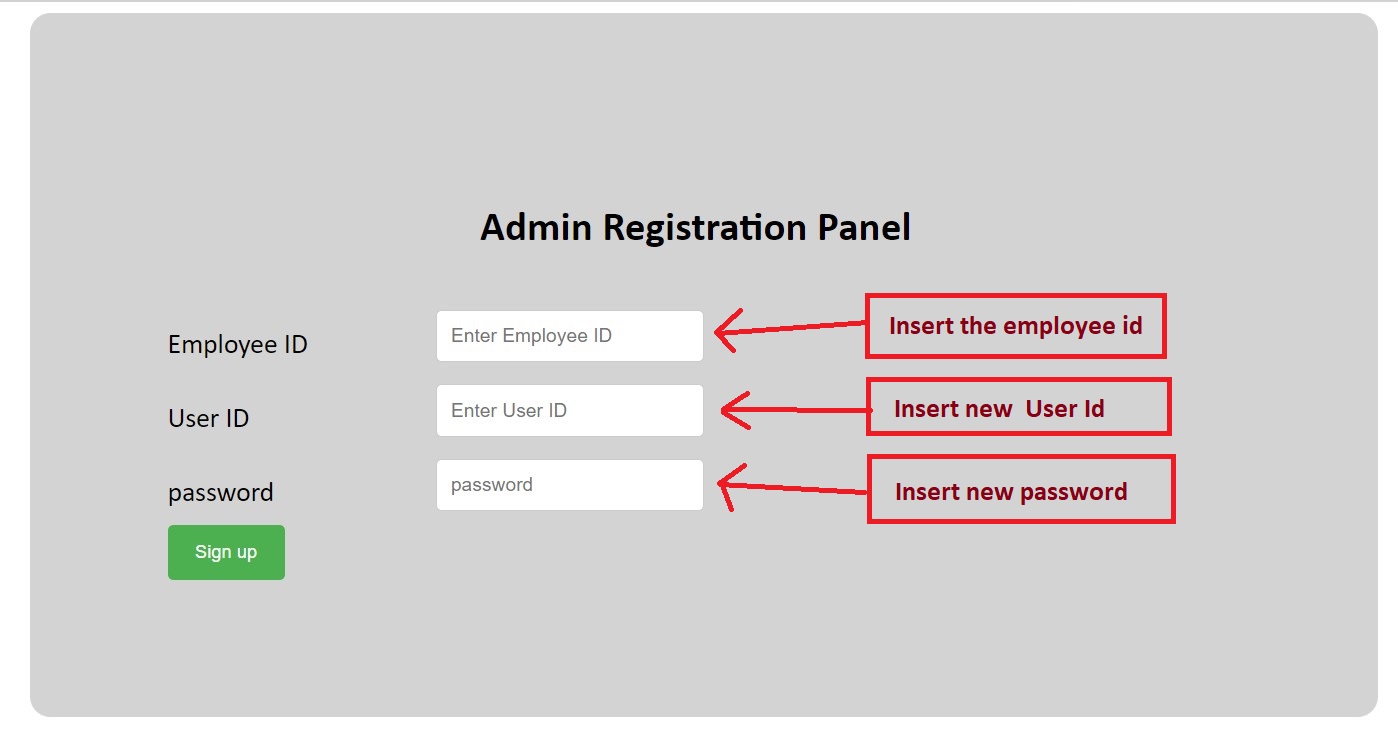 Admin Registration Panel
Employee ID
Enter Employee ID
Insert the employee id
User ID
Enter User ID
Insert new  User Id
password
password
Insert new password
Sign up